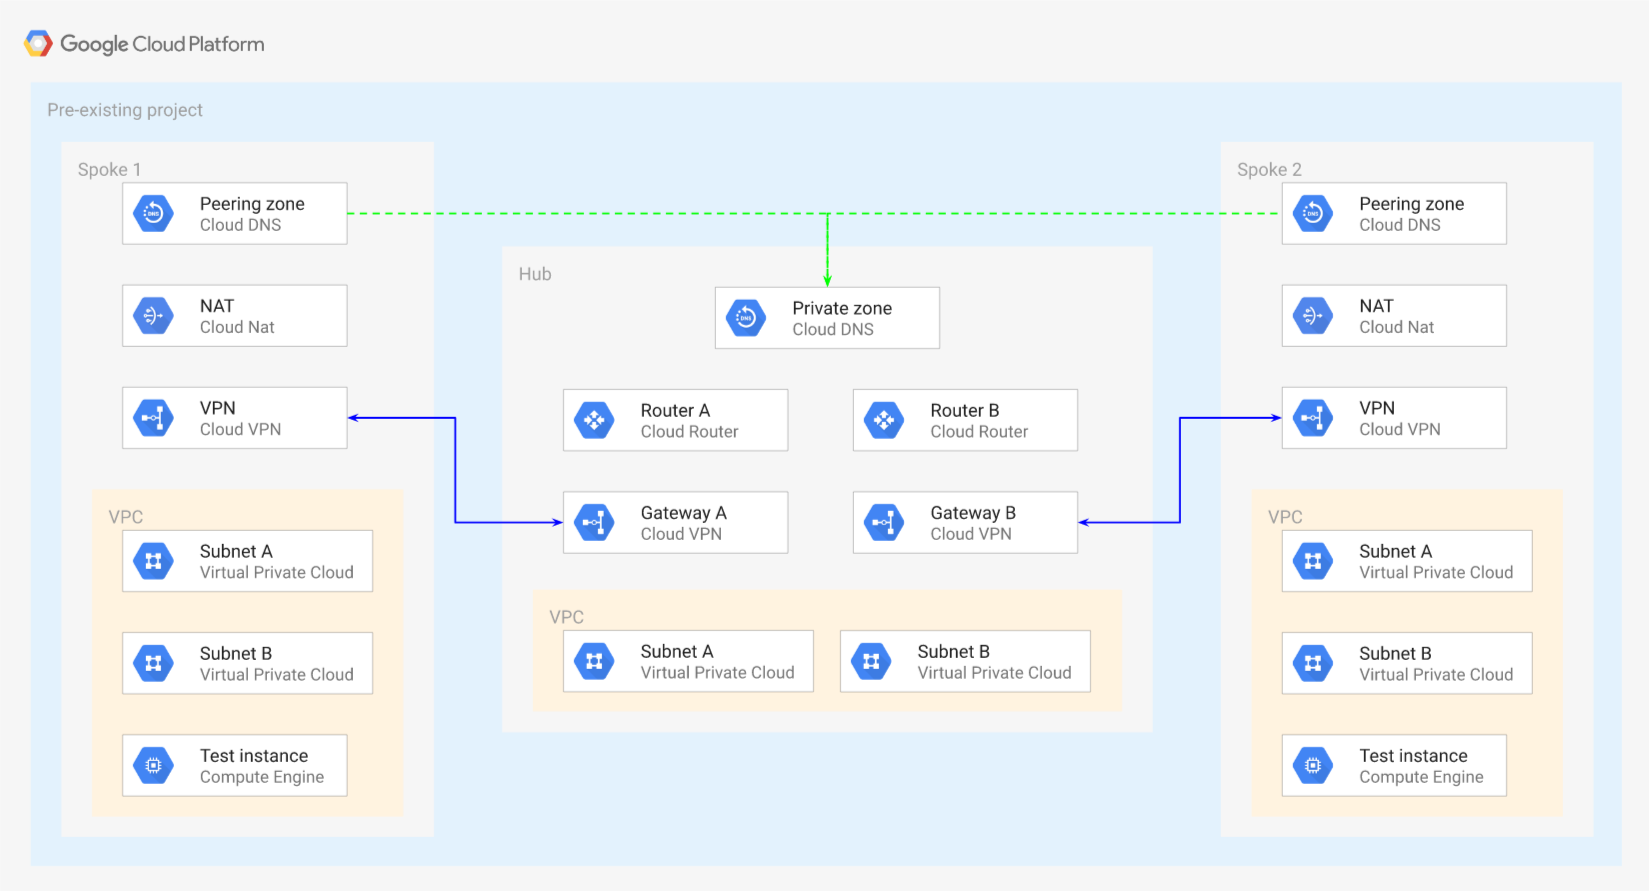 Google Cloud Platform
Pre-existing project
Spoke 1
Peering zone
Cloud DNS
NAT
Cloud Nat
VPN
Cloud VPN
VPC
Subnet A
Virtual Private Cloud
Subnet B
Virtual Private Cloud
Test instance
Compute Engine
Hub
Private zone
Cloud DNS
Router A
Cloud Router
Router B
Cloud Router
Gateway A
Cloud VPN
Gateway B
Cloud VPN
VPC
Subnet A
Virtual Private Cloud
Subnet B
Virtual Private Cloud
Spoke 2
Peering zone
Cloud DNS
NAT
Cloud Nat
VPN
Cloud VPN
VPC
Subnet A
Virtual Private Cloud
Subnet B
Virtual Private Cloud
Test instance
Compute Engine
DNS
DNS
DNS